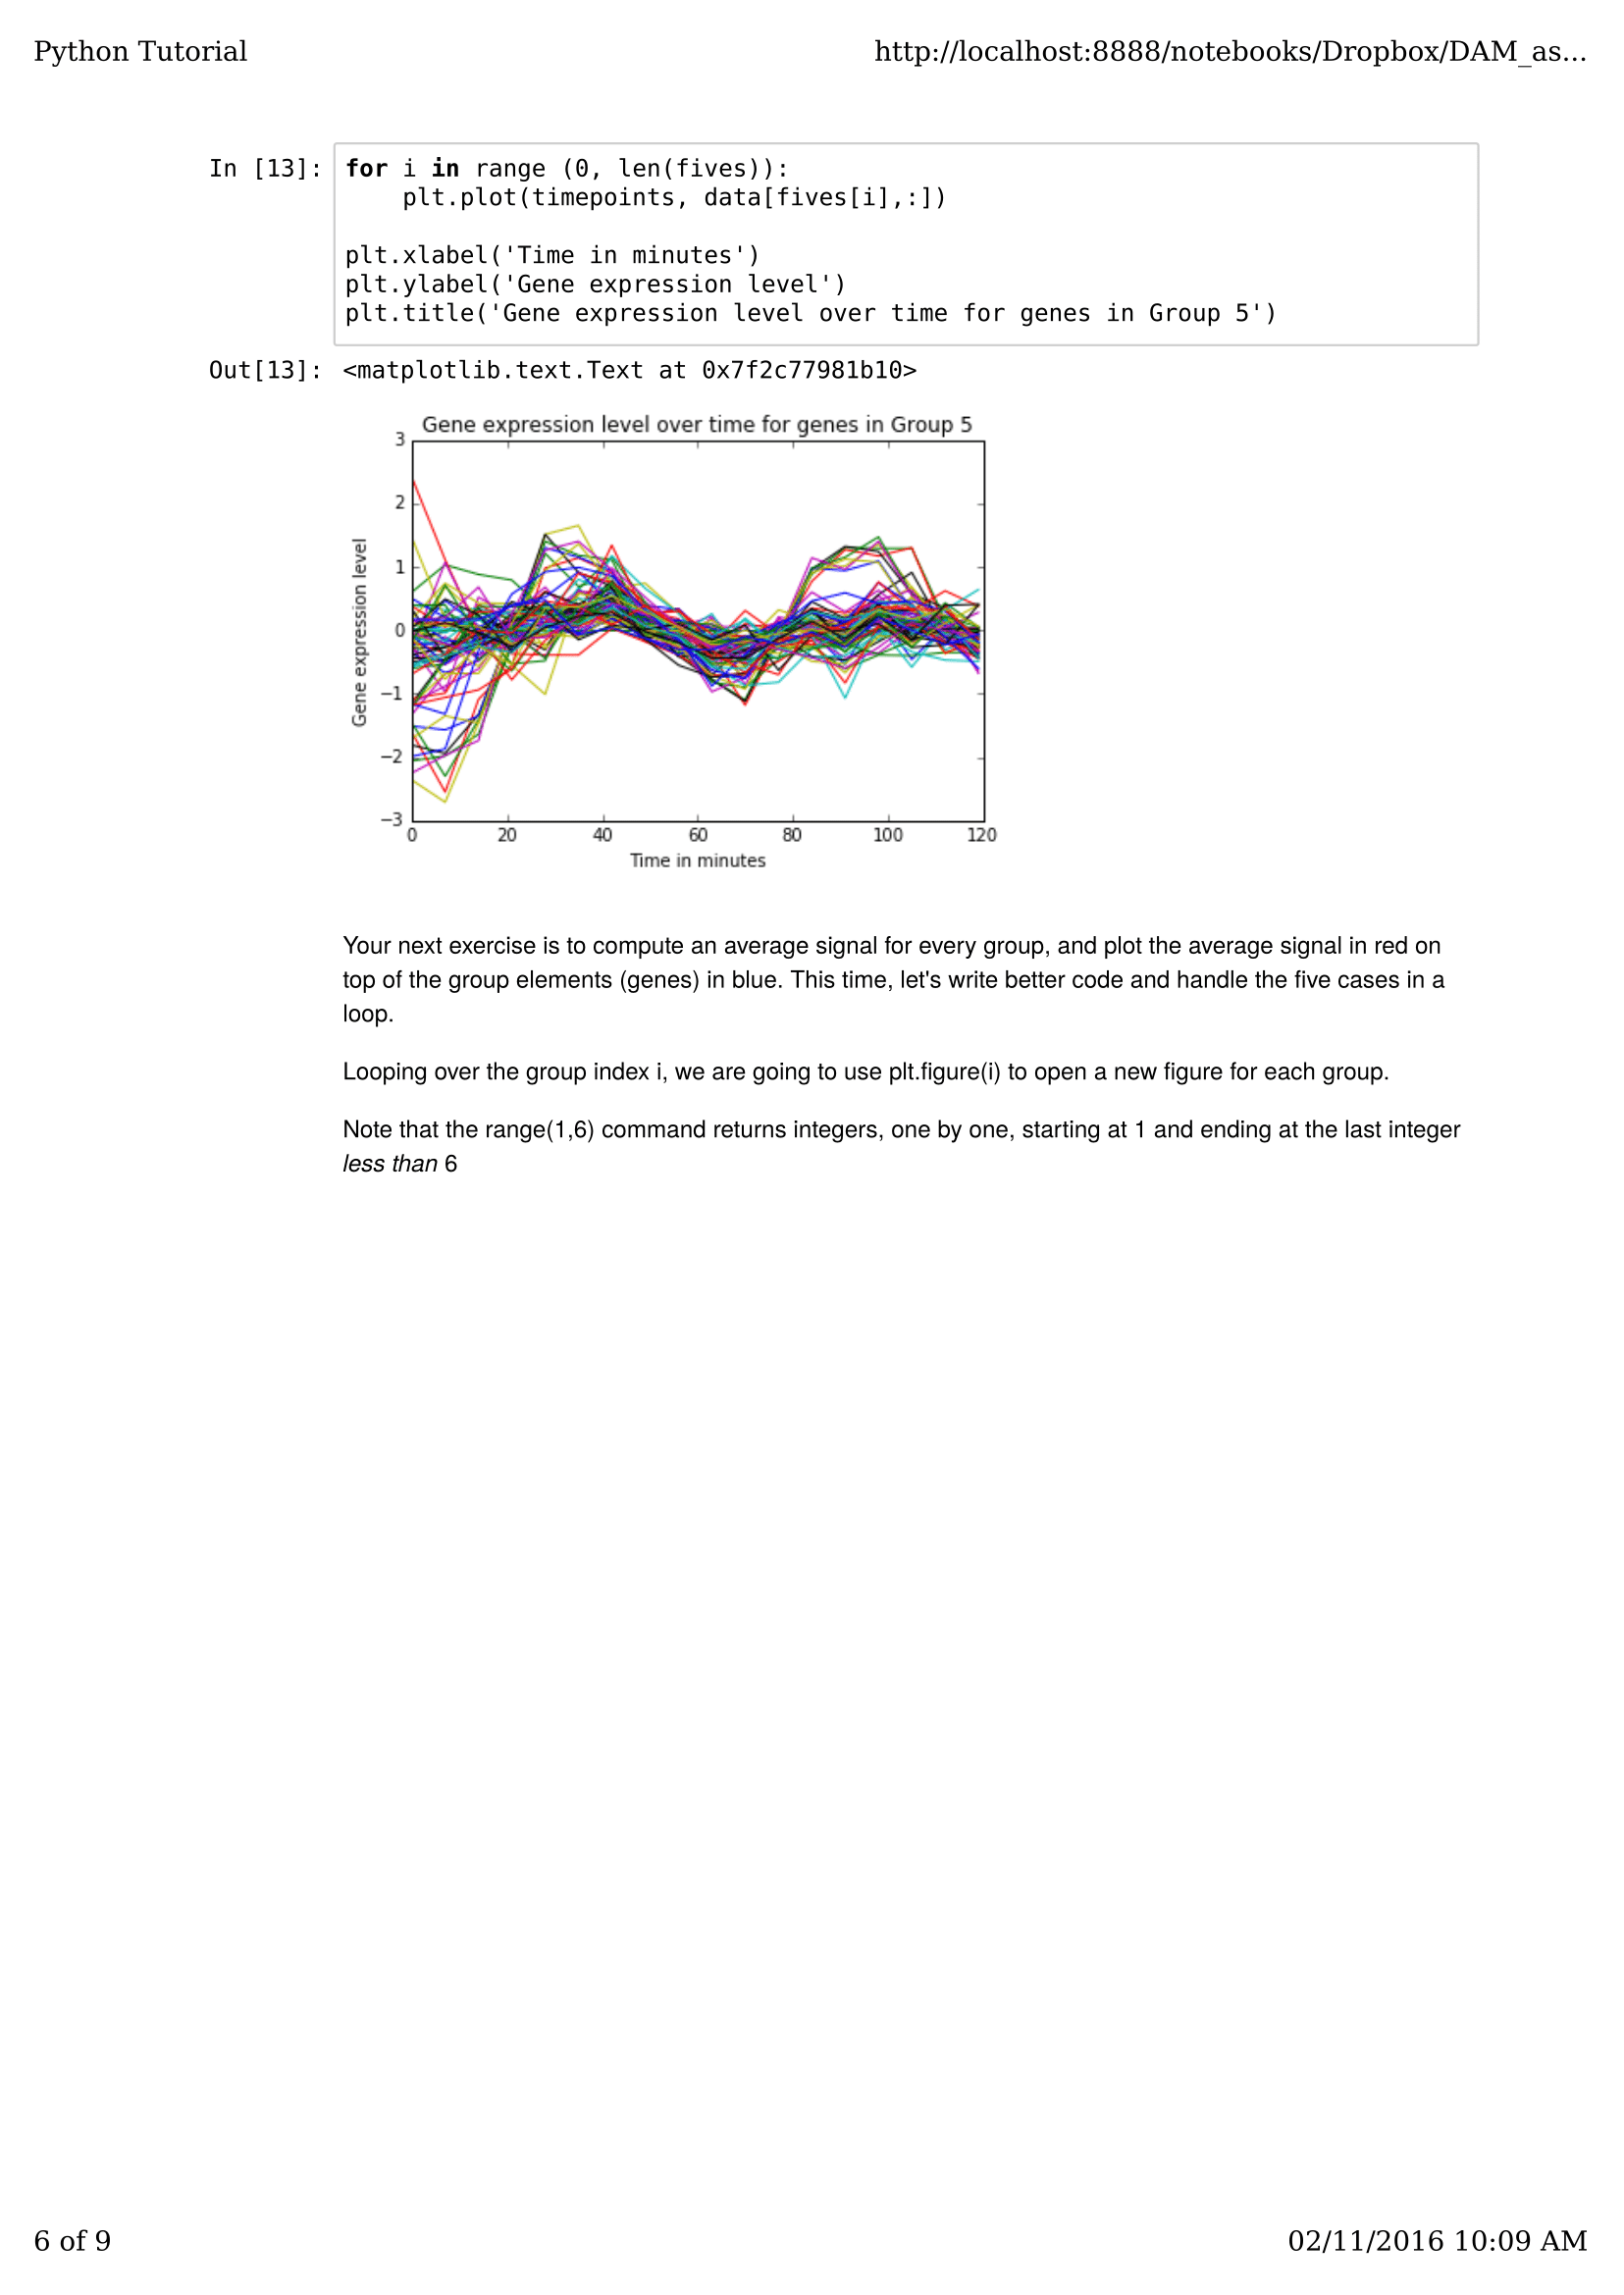 Python Tutorial
http://localhost:8888/notebooks/Dropbox/DAM_as...
In [13]:
for i in range (0, len(fives)):
    plt.plot(timepoints, data[fives[i],:])
plt.xlabel('Time in minutes')
plt.ylabel('Gene expression level')
plt.title('Gene expression level over time for genes in Group 5')
Out[13]: <matplotlib.text.Text at 0x7f2c77981b10>
Gene expression level over time for genes in Group 5
Gene expression level
3
2
1
0
−1
−2
−3
0 20 40 60 80 100 120
Time in minutes
Your next exercise is to compute an average signal for every group, and plot the average signal in red on
top of the group elements (genes) in blue. This time, let's write better code and handle the five cases in a
loop.
Looping over the group index i, we are going to use plt.figure(i) to open a new figure for each group.
Note that the range(1,6) command returns integers, one by one, starting at 1 and ending at the last integer
less than 6
6 of 9
02/11/2016 10:09 AM